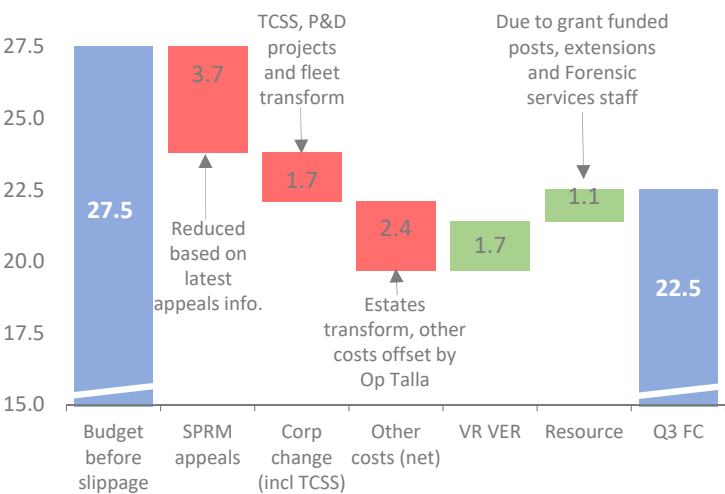 TCSS, P&D
projects
and fleet
transform
Due to grant funded
posts, extensions
and Forensic
services staff
27.5
25.0
22.5
20.0
17.5
15.0
27.5
3.7
1.7
2.4
1.7
1.1
22.5
Reduced
based on
latest
appeals info.
Estates
transform, other
costs offset by
Op Talla
Budget
before
slippage
SPRM
appeals
Corp
change
(incl TCSS)
Other
costs (net)
VR VER
Resource
Q3 FC